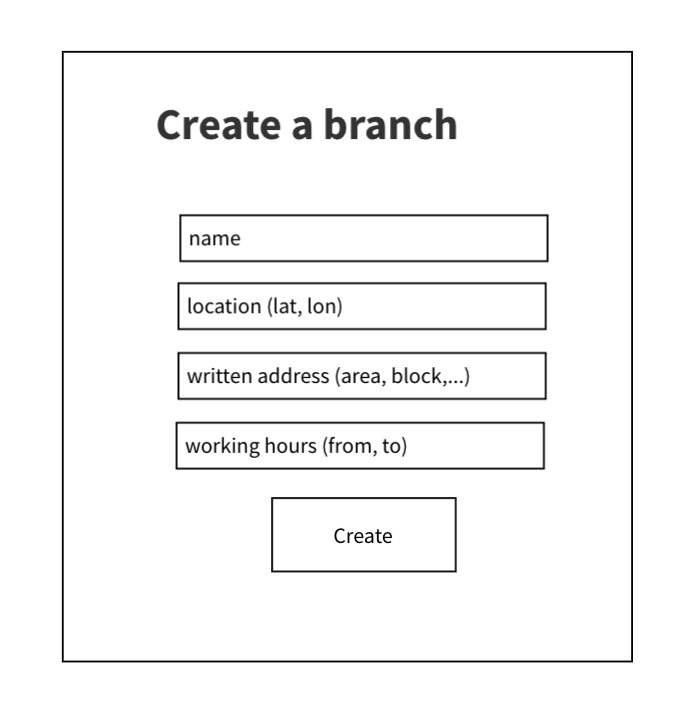 Create a branch
name
location (lat, lon)
written address (area, block,...)
working hours (from, to)
Create